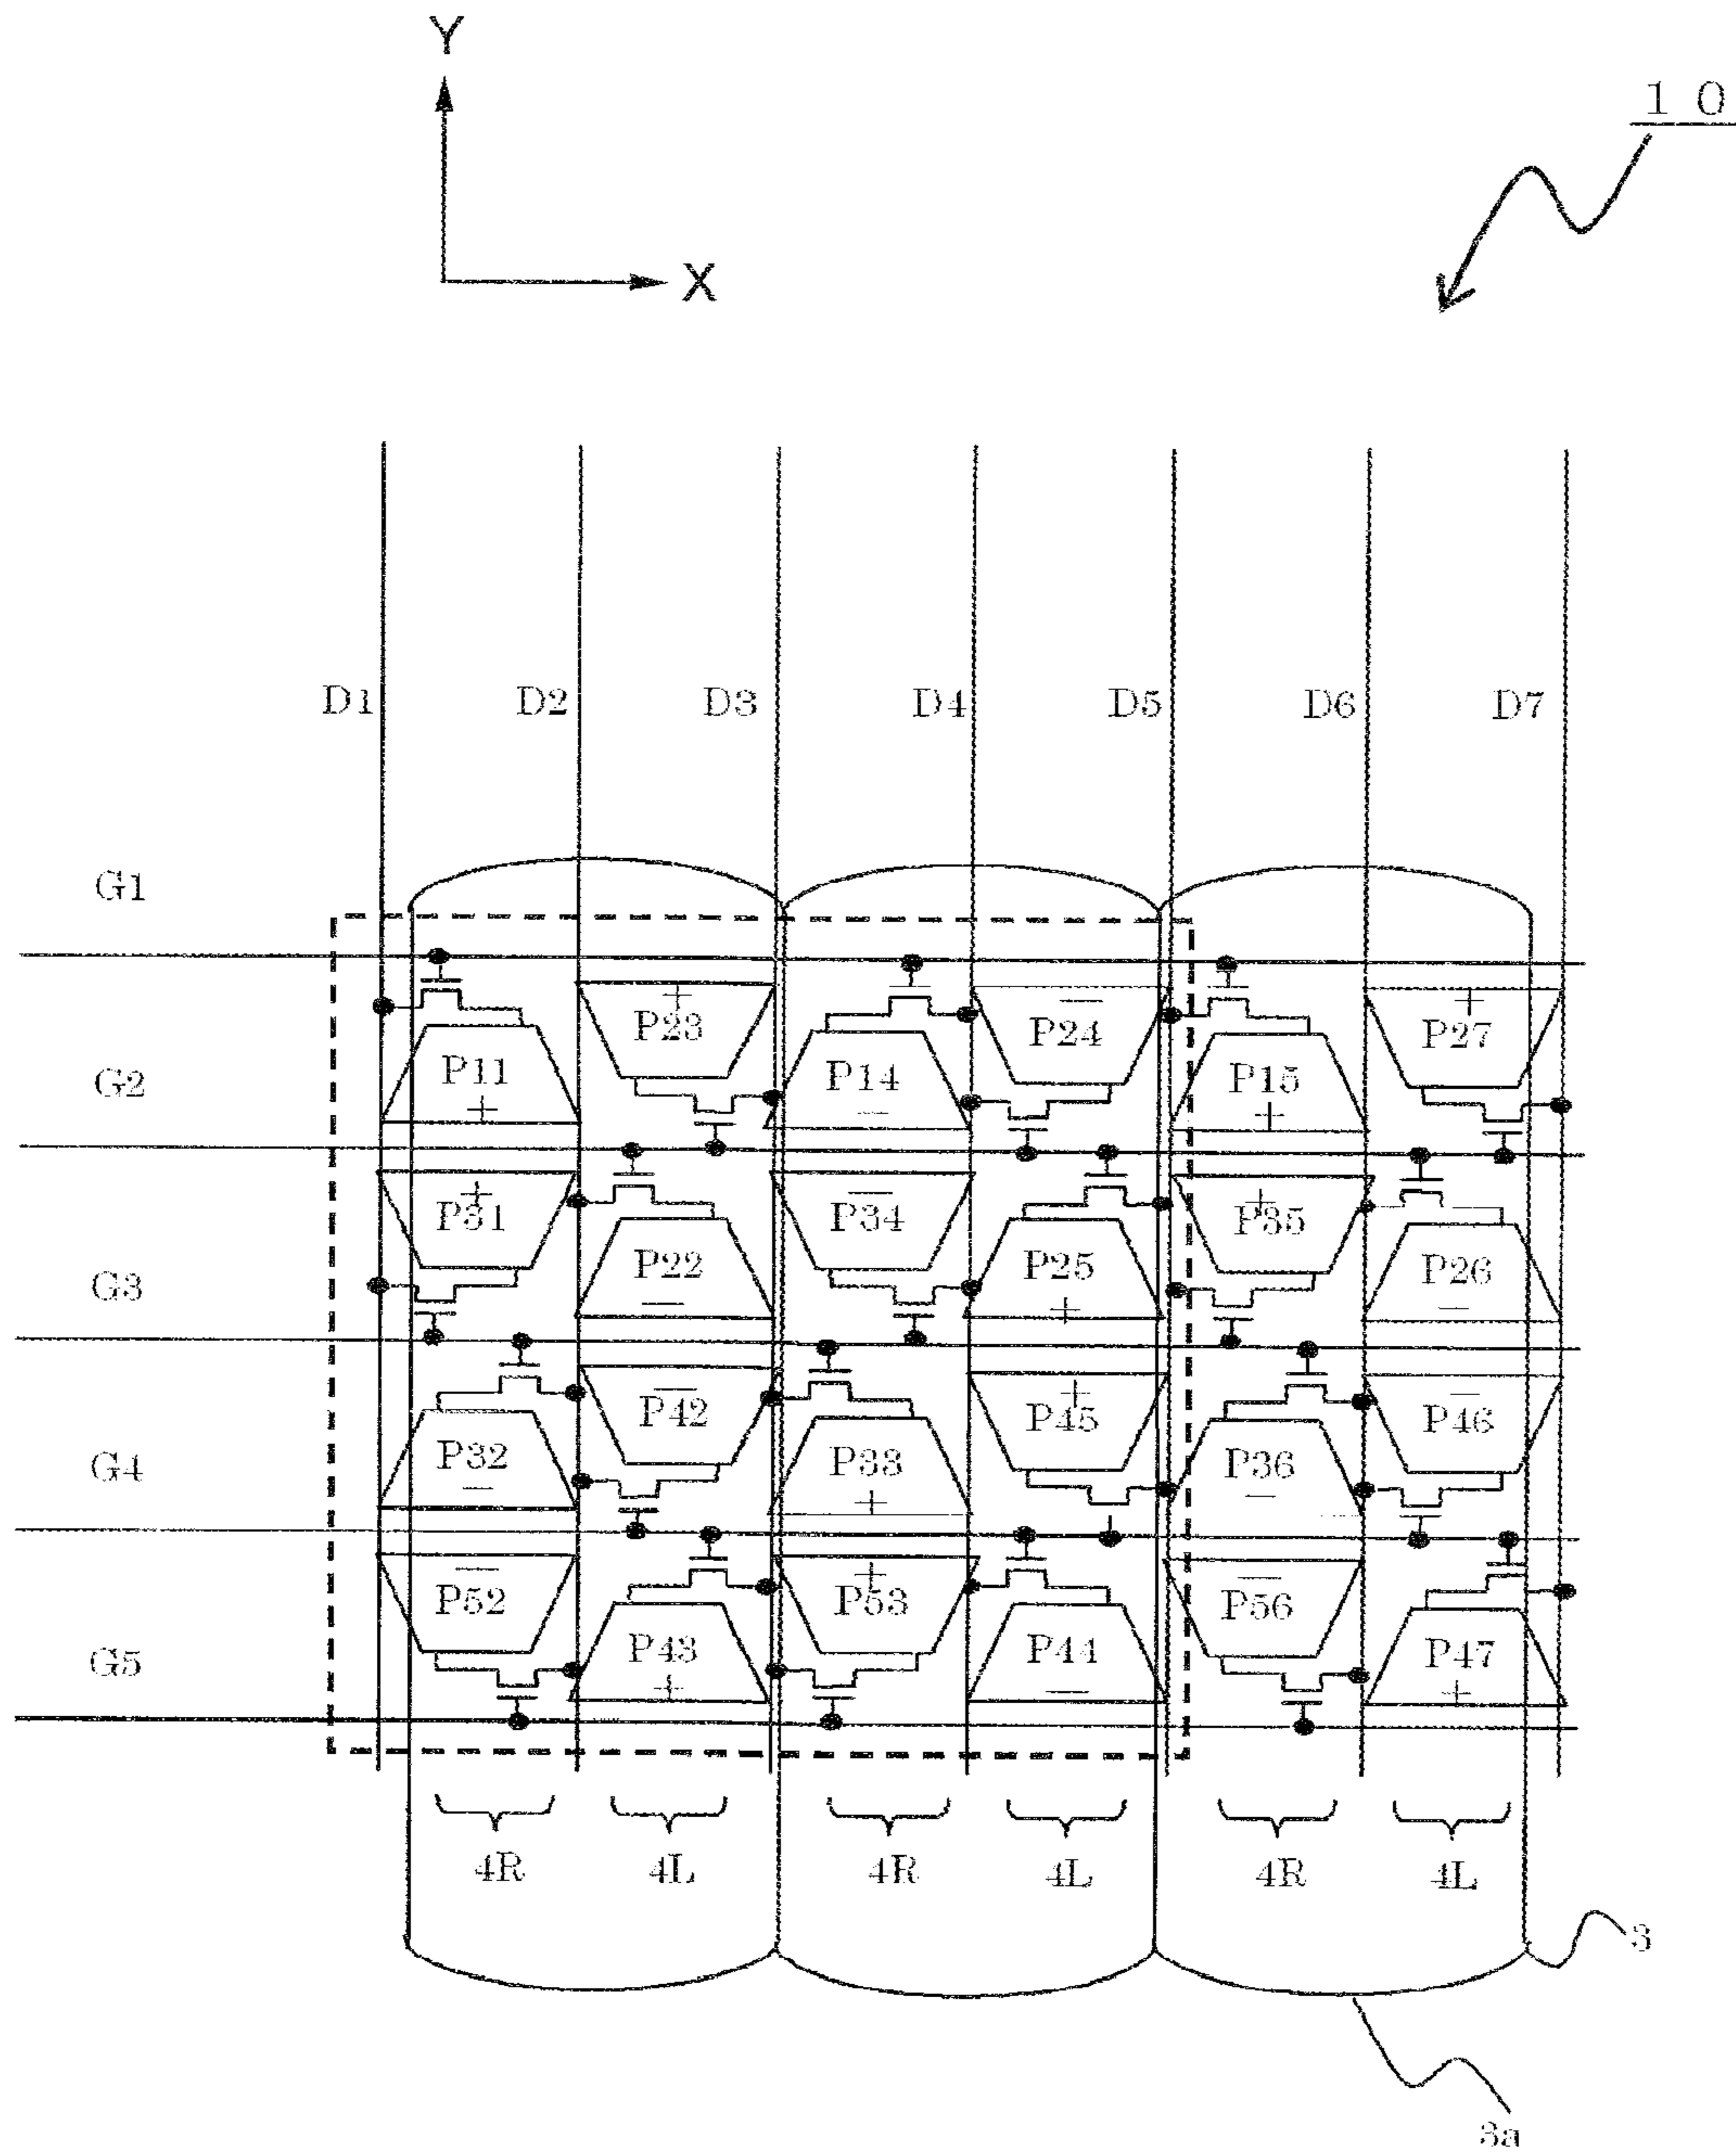 Y
10
X
D1 D2 D3 D4 D5 D6 D7
G1
+ − +
P23 P24 P27
G2
P11 P14 P15
+ − +
+ − +
P31 P34 P35
G3
P22 P25 P26
− + −
− + −
P42 P45 P46
G4
P32 P33 P36
− + −
− + −
P52 P53 P56
G5
P43 P44 P47
+ − +
4R 4L 4R 4L 4R 4L
3
3a